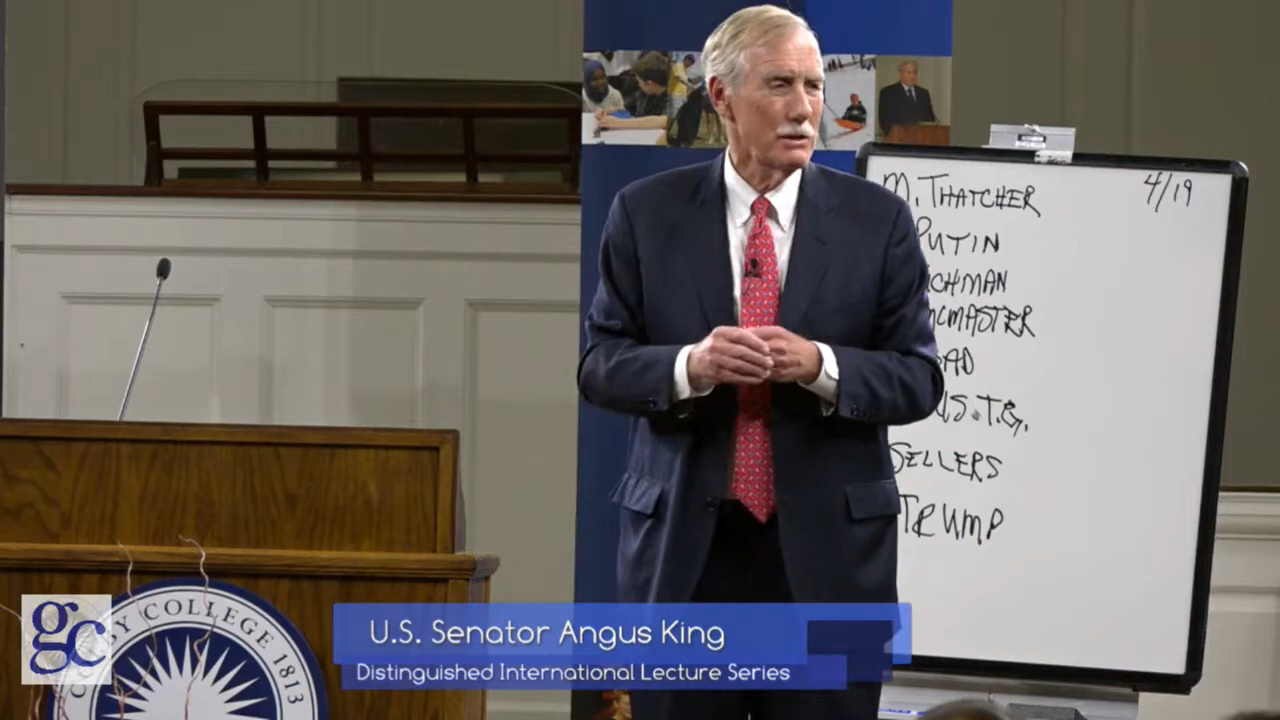 M. THATCHER 4/19
PUTIN
CHMAN
MCMASTER
AD
U.S.T.G.
SELLERS
TRUMP
U.S. Senator Angus King
Distinguished International Lecture Series
gc
BY COLLEGE 1813